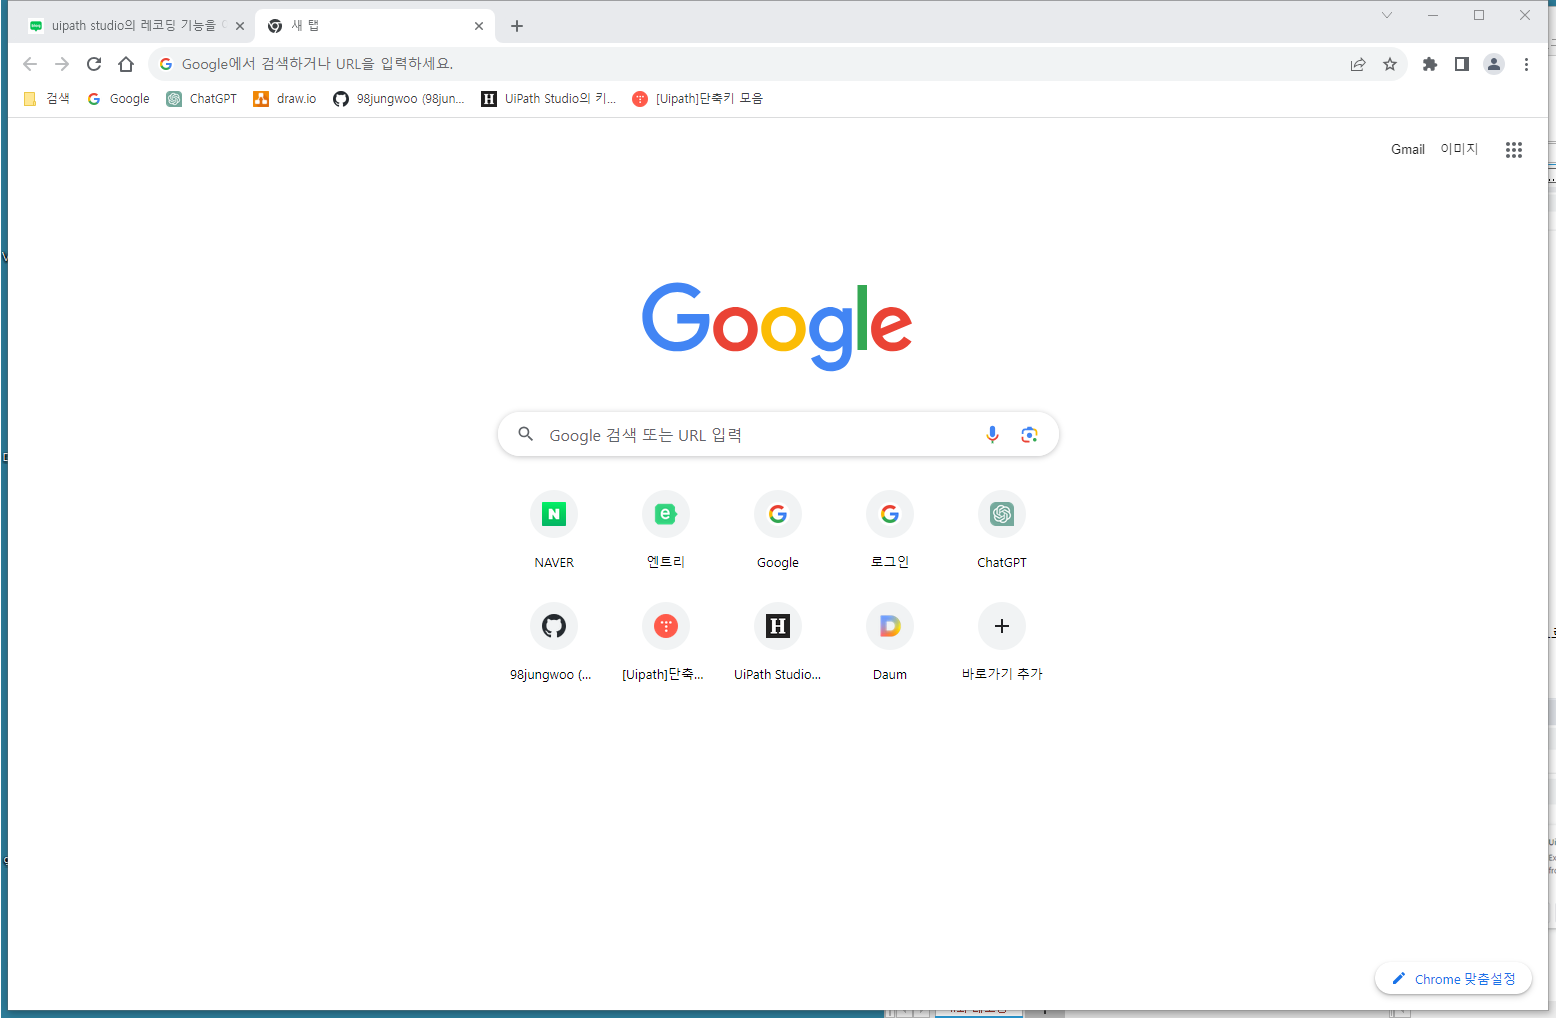 uipath studio의 레코딩 기능을
새 탭
Google에서 검색하거나 URL을 입력하세요.
검색 Google ChatGPT draw.io 98jungwoo (98jun... UiPath Studio의 키... [Uipath]단축키 모음
Gmail 이미지
Google
Google 검색 또는 URL 입력
NAVER 엔트리 Google 로그인 ChatGPT
98jungwoo (... [Uipath]단축... UiPath Studio... Daum 바로가기 추가
Chrome 맞춤설정